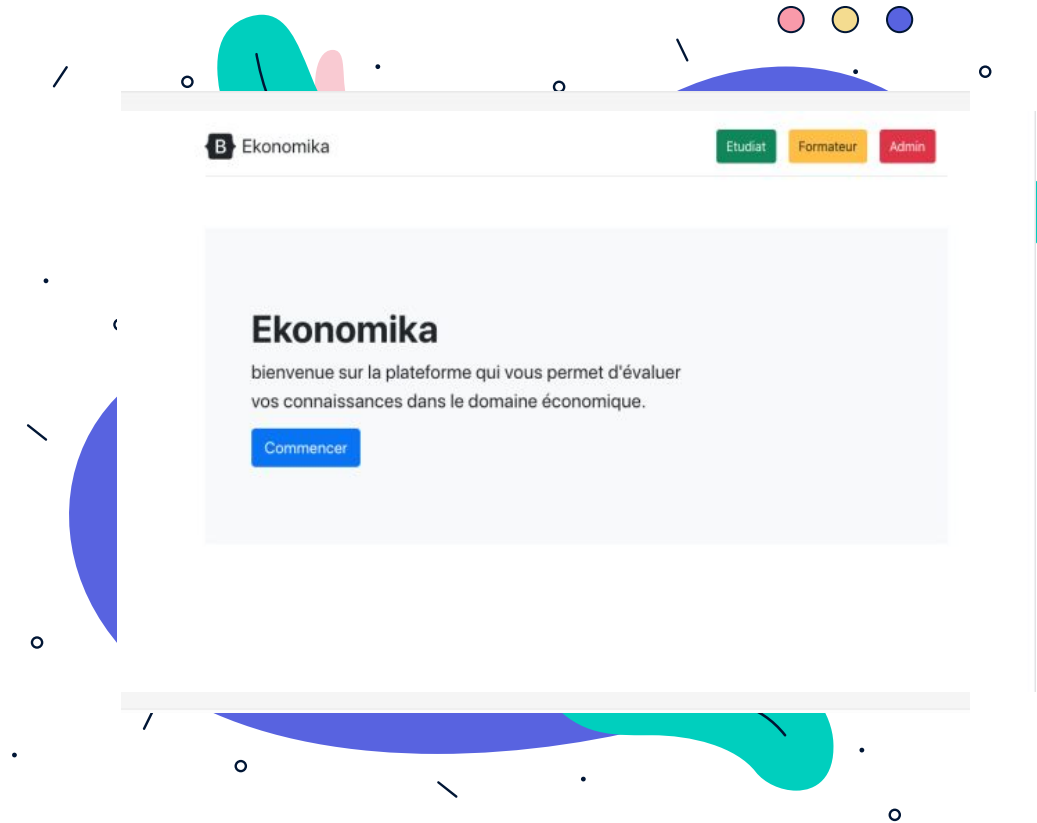 B Ekonomika
Etudiat Formateur Admin
Ekonomika
bienvenue sur la plateforme qui vous permet d'évaluer
vos connaissances dans le domaine économique.
Commencer